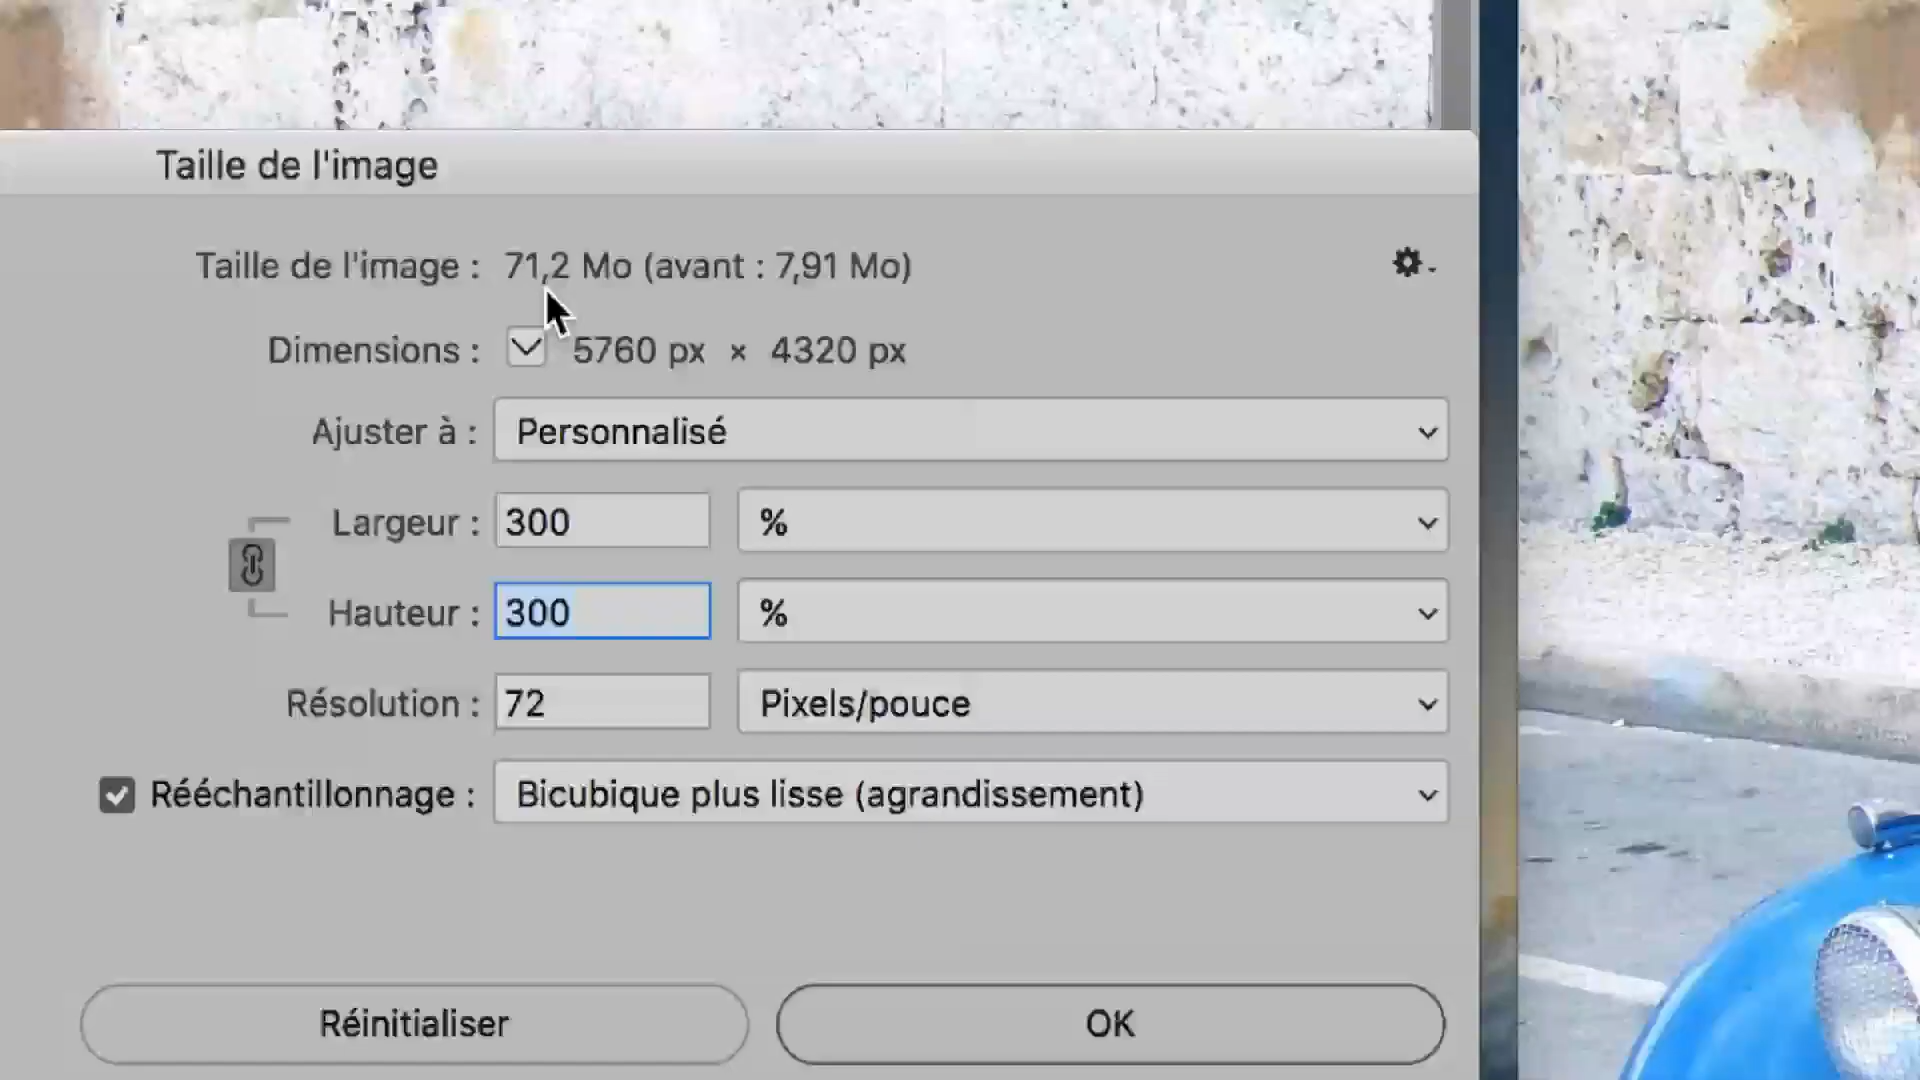 Taille de l'image
Taille de l'image : 71,2 Mo (avant : 7,91 Mo)
Dimensions : 5760 px × 4320 px
Ajuster à : Personnalisé
Largeur : 300 %
Hauteur : 300 %
Résolution : 72 Pixels/pouce
Rééchantillonnage : Bicubique plus lisse (agrandissement)
Réinitialiser OK